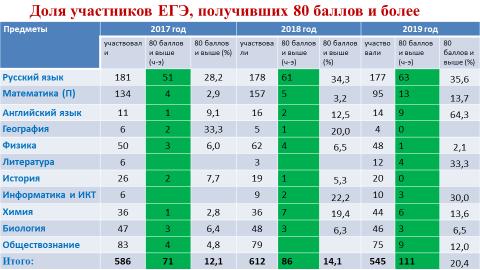 Доля участников ЕГЭ, получивших 80 баллов и более
Предметы 2017 год 2018 год 2019 год
участвовали 80 баллов и выше (ч-э) 80 баллов и выше (%) участвовали 80 баллов и выше (ч-э) 80 баллов и выше (%) участвовали 80 баллов и выше (ч-э) 80 баллов и выше (%)
Русский язык 181 51 28,2 178 61 34,3 177 63 35,6
Математика (П) 134 4 2,9 157 5 3,2 95 13 13,7
Английский язык 11 1 9,1 16 2 12,5 14 9 64,3
География 6 2 33,3 5 1 20,0 4 0
Физика 50 3 6,0 62 4 6,5 48 1 2,1
Литература 6 3 12 4 33,3
История 26 2 7,7 19 1 5,3 20 0
Информатика и ИКТ 6 9 2 22,2 10 3 30,0
Химия 36 1 2,8 36 7 19,4 44 6 13,6
Биология 47 3 6,4 48 3 6,3 46 3 6,5
Обществознание 83 4 4,8 79 75 9 12,0
Итого: 586 71 12,1 612 86 14,1 545 111 20,4